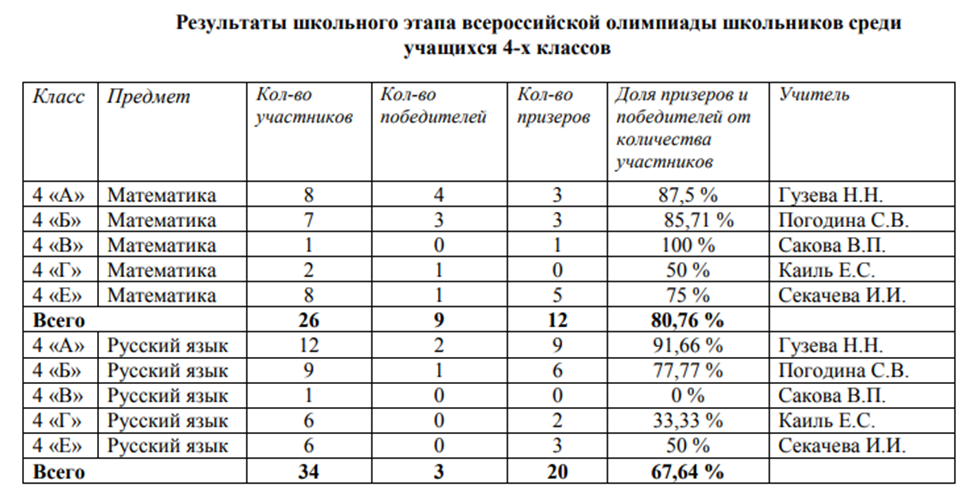 Результаты школьного этапа всероссийской олимпиады школьников среди
учащихся 4-х классов
Класс Предмет Кол-во участников Кол-во победителей Кол-во призеров Доля призеров и победителей от количества участников Учитель
4 «А» Математика 8 4 3 87,5 % Гузева Н.Н.
4 «Б» Математика 7 3 3 85,71 % Погодина С.В.
4 «В» Математика 1 0 1 100 % Сакова В.П.
4 «Г» Математика 2 1 0 50 % Каиль Е.С.
4 «Е» Математика 8 1 5 75 % Секачева И.И.
Всего 26 9 12 80,76 %
4 «А» Русский язык 12 2 9 91,66 % Гузева Н.Н.
4 «Б» Русский язык 9 1 6 77,77 % Погодина С.В.
4 «В» Русский язык 1 0 0 0 % Сакова В.П.
4 «Г» Русский язык 6 0 2 33,33 % Каиль Е.С.
4 «Е» Русский язык 6 0 3 50 % Секачева И.И.
Всего 34 3 20 67,64 %